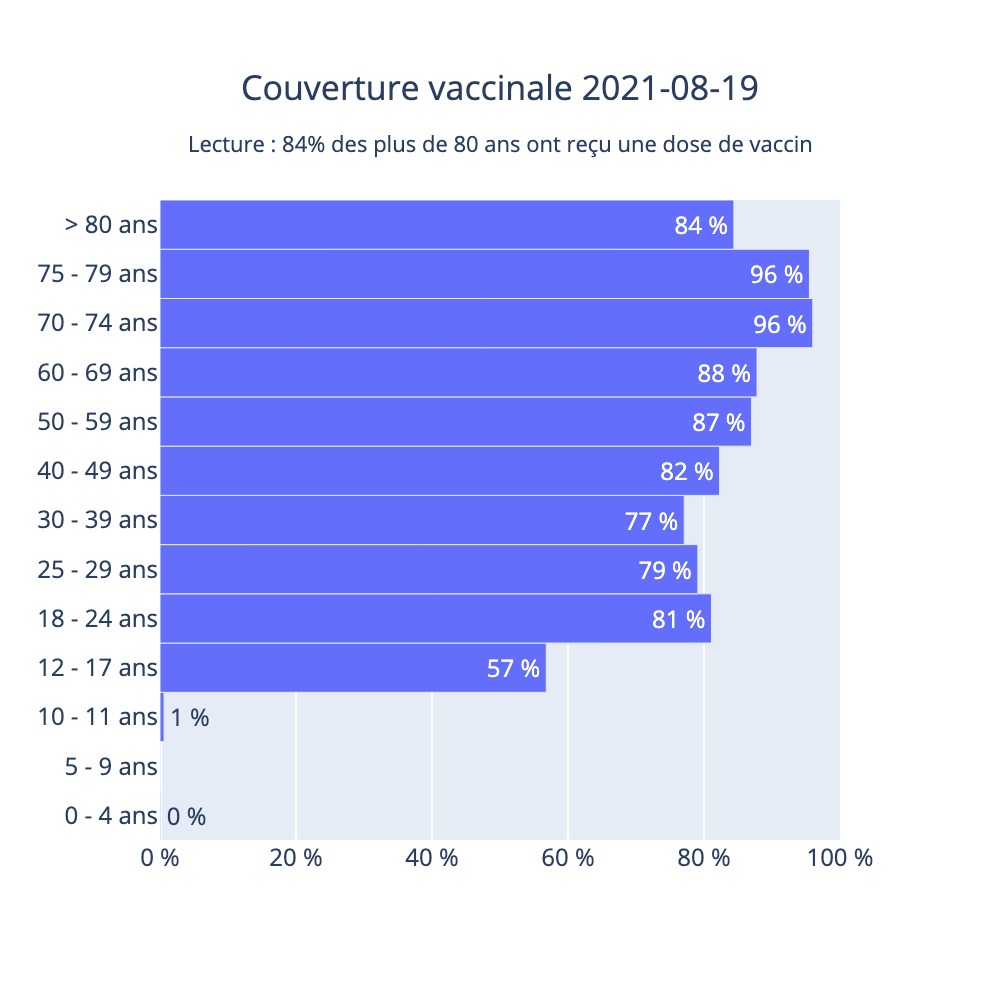 Couverture vaccinale 2021-08-19
Lecture : 84% des plus de 80 ans ont reçu une dose de vaccin
> 80 ans 84 %
75 - 79 ans 96 %
70 - 74 ans 96 %
60 - 69 ans 88 %
50 - 59 ans 87 %
40 - 49 ans 82 %
30 - 39 ans 77 %
25 - 29 ans 79 %
18 - 24 ans 81 %
12 - 17 ans 57 %
10 - 11 ans 1 %
5 - 9 ans
0 - 4 ans 0 %
0 % 20 % 40 % 60 % 80 % 100 %